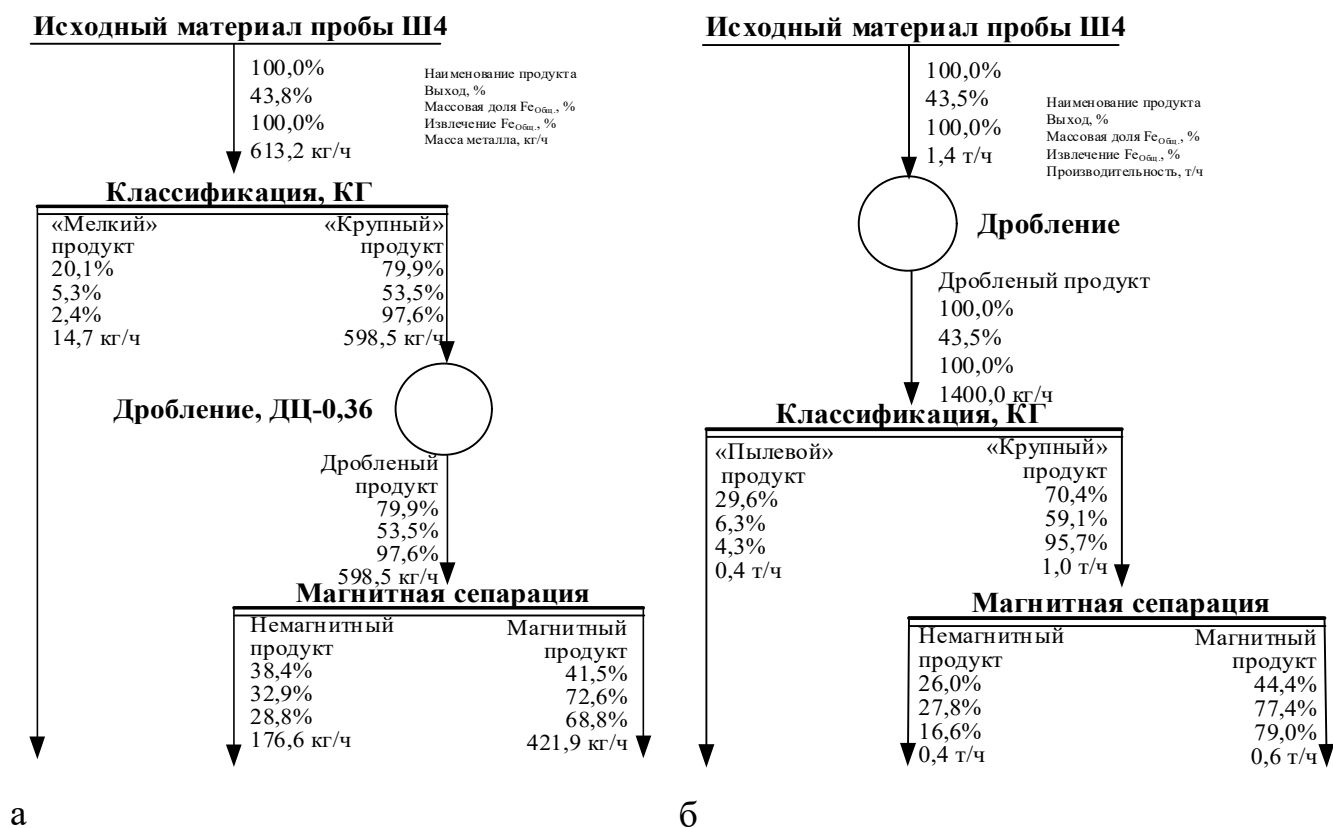 Исходный материал пробы Ш4
100,0%
43,8%
100,0%
613,2 кг/ч
Наименование продукта
Выход, %
Массовая доля FeОбщ., %
Извлечение FeОбщ., %
Масса металла, кг/ч
Классификация, КГ
«Мелкий»
продукт
20,1%
5,3%
2,4%
14,7 кг/ч
«Крупный»
продукт
79,9%
53,5%
97,6%
598,5 кг/ч
Дробление, ДЦ-0,36
Дробленый
продукт
79,9%
53,5%
97,6%
598,5 кг/ч
Магнитная сепарация
Немагнитный
продукт
38,4%
32,9%
28,8%
176,6 кг/ч
Магнитный
продукт
41,5%
72,6%
68,8%
421,9 кг/ч
а
Исходный материал пробы Ш4
100,0%
43,5%
100,0%
1,4 т/ч
Наименование продукта
Выход, %
Массовая доля FeОбщ., %
Извлечение FeОбщ., %
Производительность, т/ч
Дробление
Дробленый продукт
100,0%
43,5%
100,0%
1400,0 кг/ч
Классификация, КГ
«Пылевой»
продукт
29,6%
6,3%
4,3%
0,4 т/ч
«Крупный»
продукт
70,4%
59,1%
95,7%
1,0 т/ч
Магнитная сепарация
Немагнитный
продукт
26,0%
27,8%
16,6%
0,4 т/ч
Магнитный
продукт
44,4%
77,4%
79,0%
0,6 т/ч
б